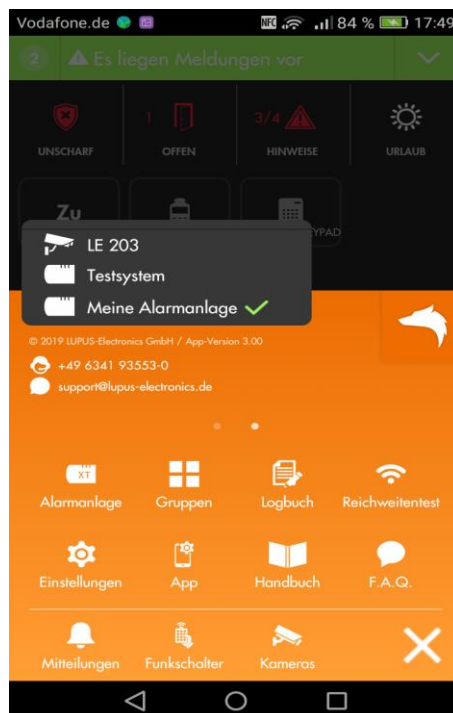 Vodafone.de NFC 84 % 17:49
2 Es liegen Meldungen vor
1 3/4
UNSCHARF OFFEN HINWEISE URLAUB
Zu
YPAD
LE 203
Testsystem
Meine Alarmanlage
© 2019 LUPUS-Electronics GmbH / App-Version 3.00
+49 6341 93553-0
support@lupus-electronics.de
XT
Alarmanlage Gruppen Logbuch Reichweitentest
Einstellungen App Handbuch F.A.Q.
Mitteilungen Funkschalter Kameras